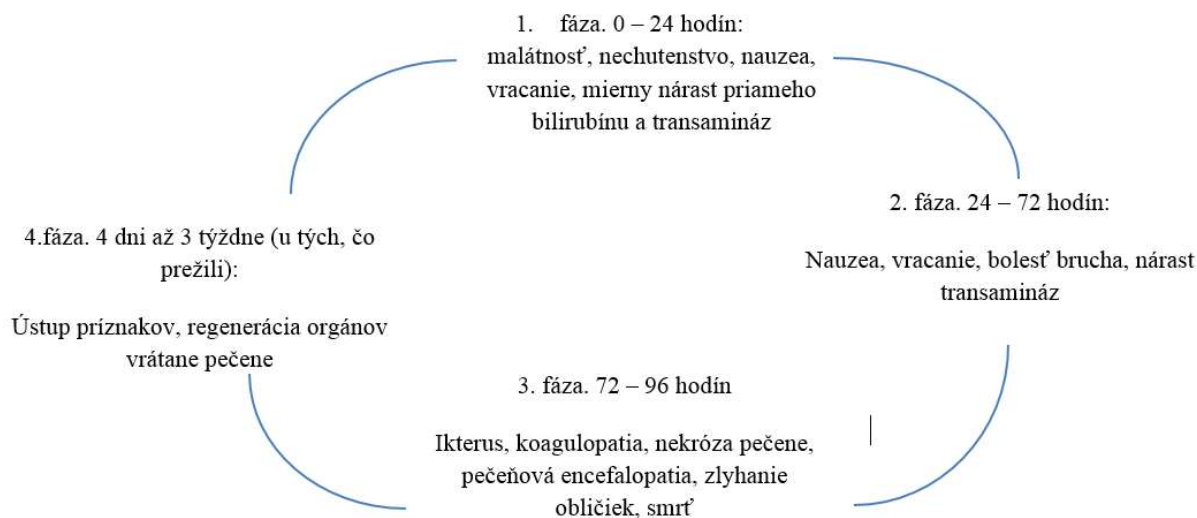 1. fáza. 0 – 24 hodín:
malátnosť, nechutenstvo, nauzea,
vracanie, mierny nárast priameho
bilirubínu a transamináz
2. fáza. 24 – 72 hodín:
Nauzea, vracanie, bolesť brucha, nárast
transamináz
3. fáza. 72 – 96 hodín
Ikterus, koagulopatia, nekróza pečene,
pečeňová encefalopatia, zlyhanie
obličiek, smrť
4.fáza. 4 dni až 3 týždne (u tých, čo
prežili):
Ústup príznakov, regenerácia orgánov
vrátane pečene